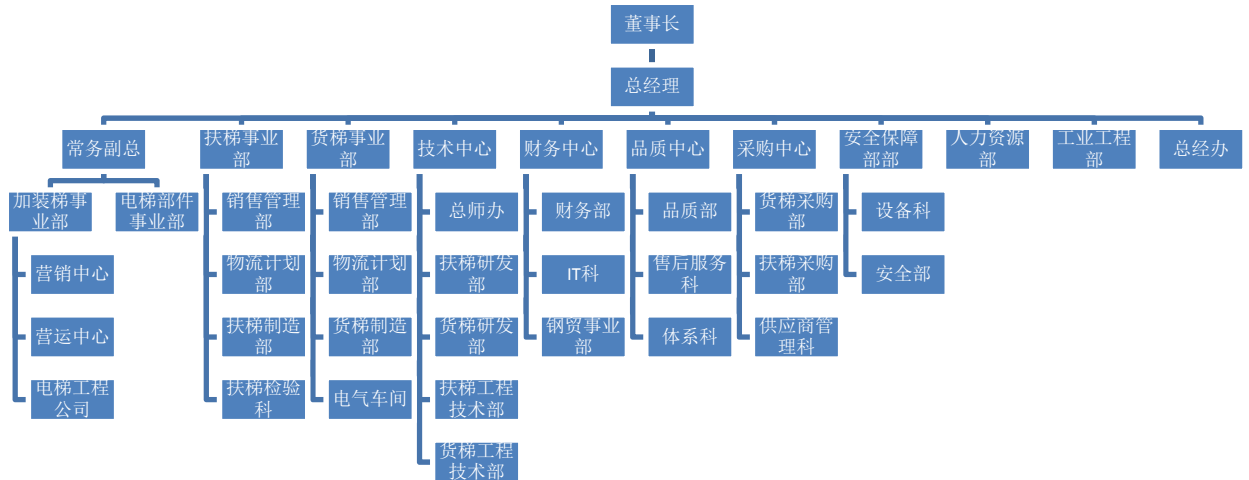 董事长
总经理
常务副总
扶梯事业
部
货梯事业
部
技术中心
财务中心
品质中心
采购中心
安全保障
部部
人力资源
部
工业工程
部
总经办
加装梯事
业部
电梯部件
事业部
销售管理
部
销售管理
部
总师办
财务部
品质部
货梯采购
部
设备科
营销中心
物流计划
部
物流计划
部
扶梯研发
部
IT科
售后服务
科
扶梯采购
部
安全部
营运中心
扶梯制造
部
货梯制造
部
货梯研发
部
钢贸事业
部
体系科
供应商管
理科
电梯工程
公司
扶梯检验
科
电气车间
扶梯工程
技术部
货梯工程
技术部